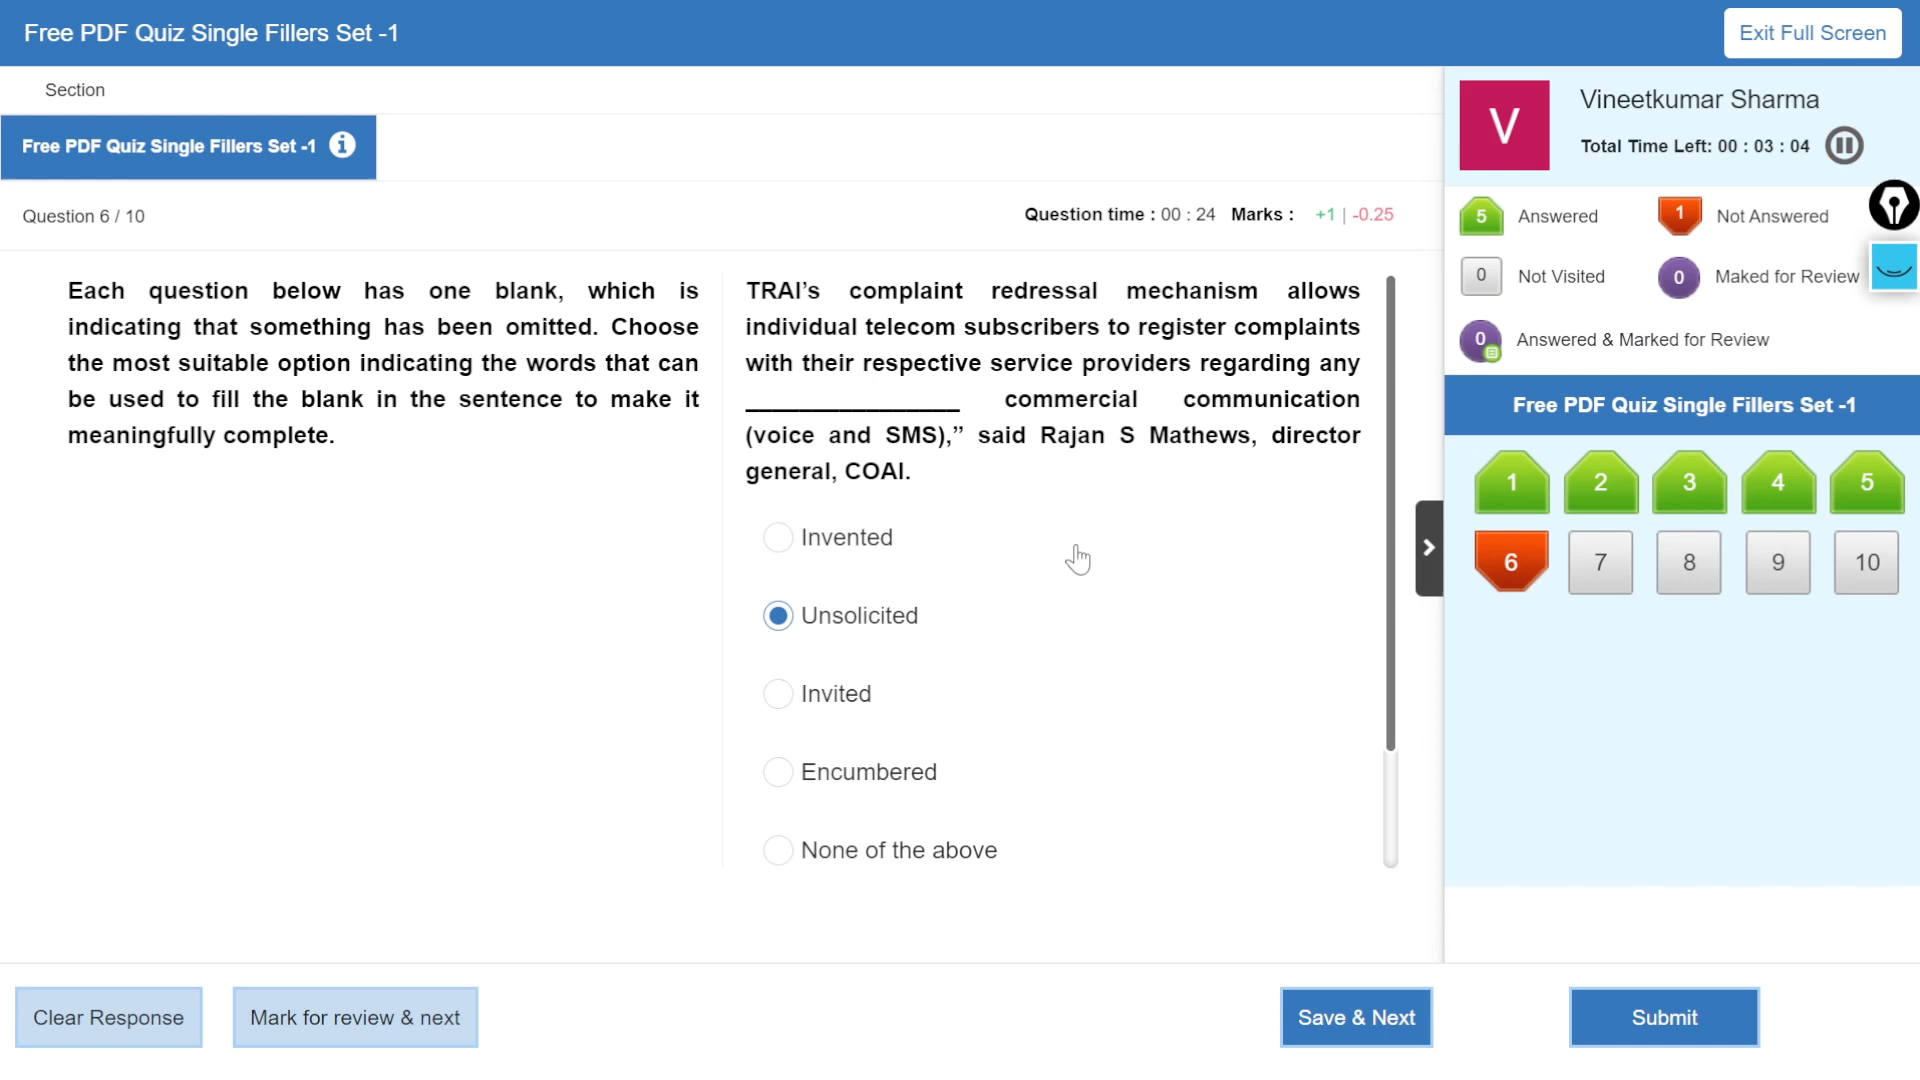 Free PDF Quiz Single Fillers Set -1
Exit Full Screen
Section
Free PDF Quiz Single Fillers Set -1
Question 6 / 10
Question time : 00 : 24 Marks : +1 | -0.25
Each question below has one blank, which is
indicating that something has been omitted. Choose
the most suitable option indicating the words that can
be used to fill the blank in the sentence to make it
meaningfully complete.
TRAI’s complaint redressal mechanism allows
individual telecom subscribers to register complaints
with their respective service providers regarding any
________________ commercial communication
(voice and SMS),” said Rajan S Mathews, director
general, COAI.
Invented
Unsolicited
Invited
Encumbered
None of the above
Clear Response
Mark for review & next
Save & Next
V
Vineetkumar Sharma
Total Time Left: 00 : 03 : 04
5 Answered
1 Not Answered
0 Not Visited
0 Maked for Review
0 Answered & Marked for Review
Free PDF Quiz Single Fillers Set -1
1 2 3 4 5
6 7 8 9 10
Submit